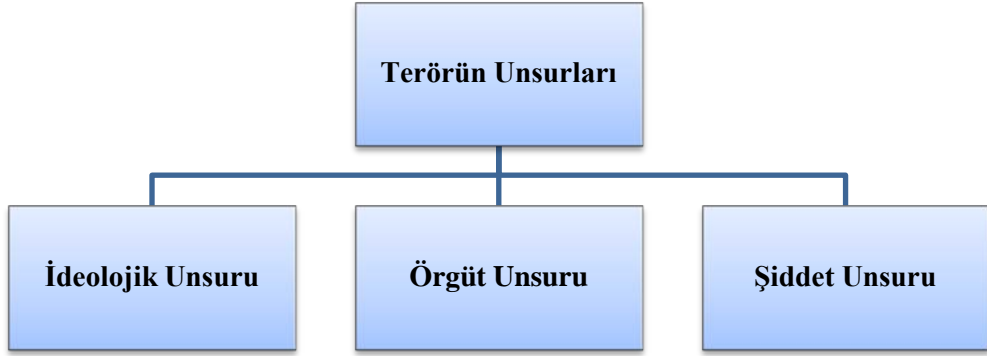 Terörün Unsurları
İdeolojik Unsuru
Örgüt Unsuru
Şiddet Unsuru